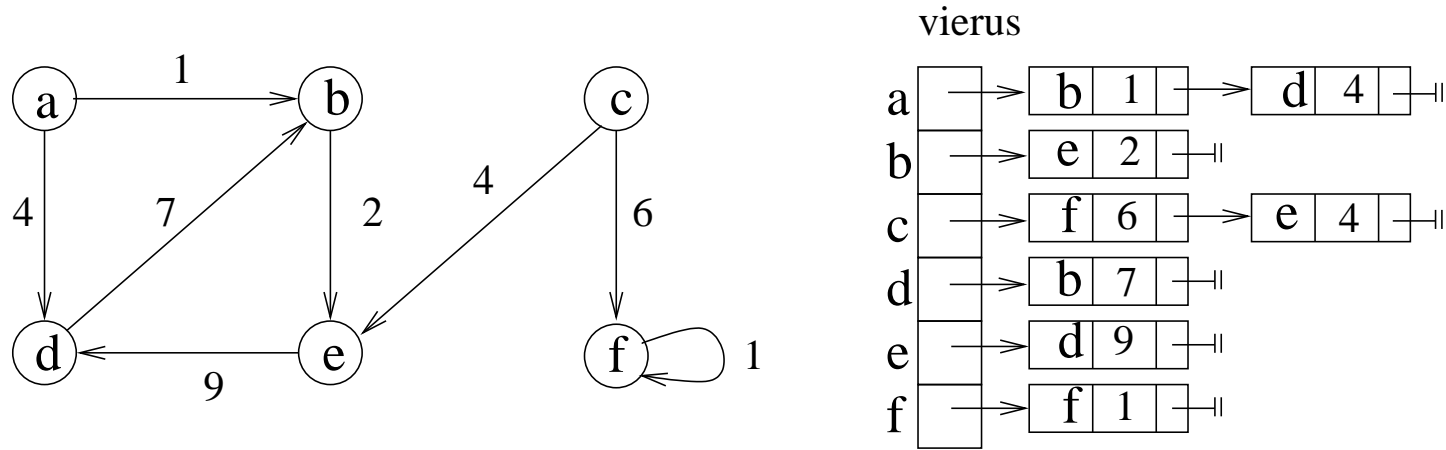 vierus
a 1 b c
4 7 2 4 6
d 9 e f 1
a b 1 d 4
b e 2
c f 6 e 4
d b 7
e d 9
f f 1